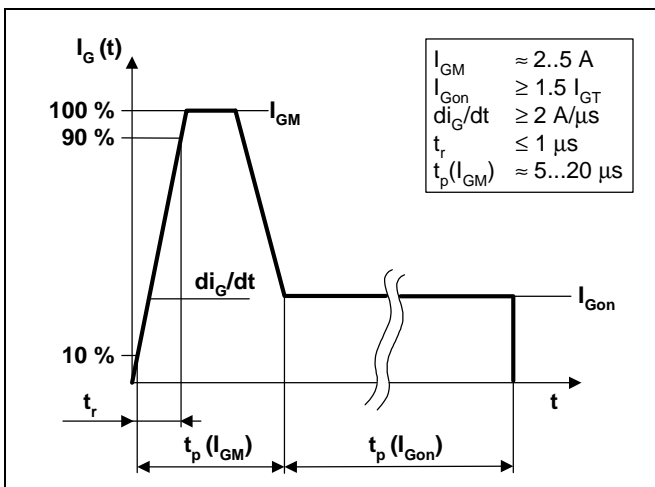 I_G (t)
100 %
90 %
10 %
I_GM
di_G/dt
I_Gon
t
t_r
t_p (I_GM)
t_p (I_Gon)
I_GM ≈ 2..5 A
I_Gon ≥ 1.5 I_GT
di_G/dt ≥ 2 A/μs
t_r ≤ 1 μs
t_p(I_GM) ≈ 5...20 μs